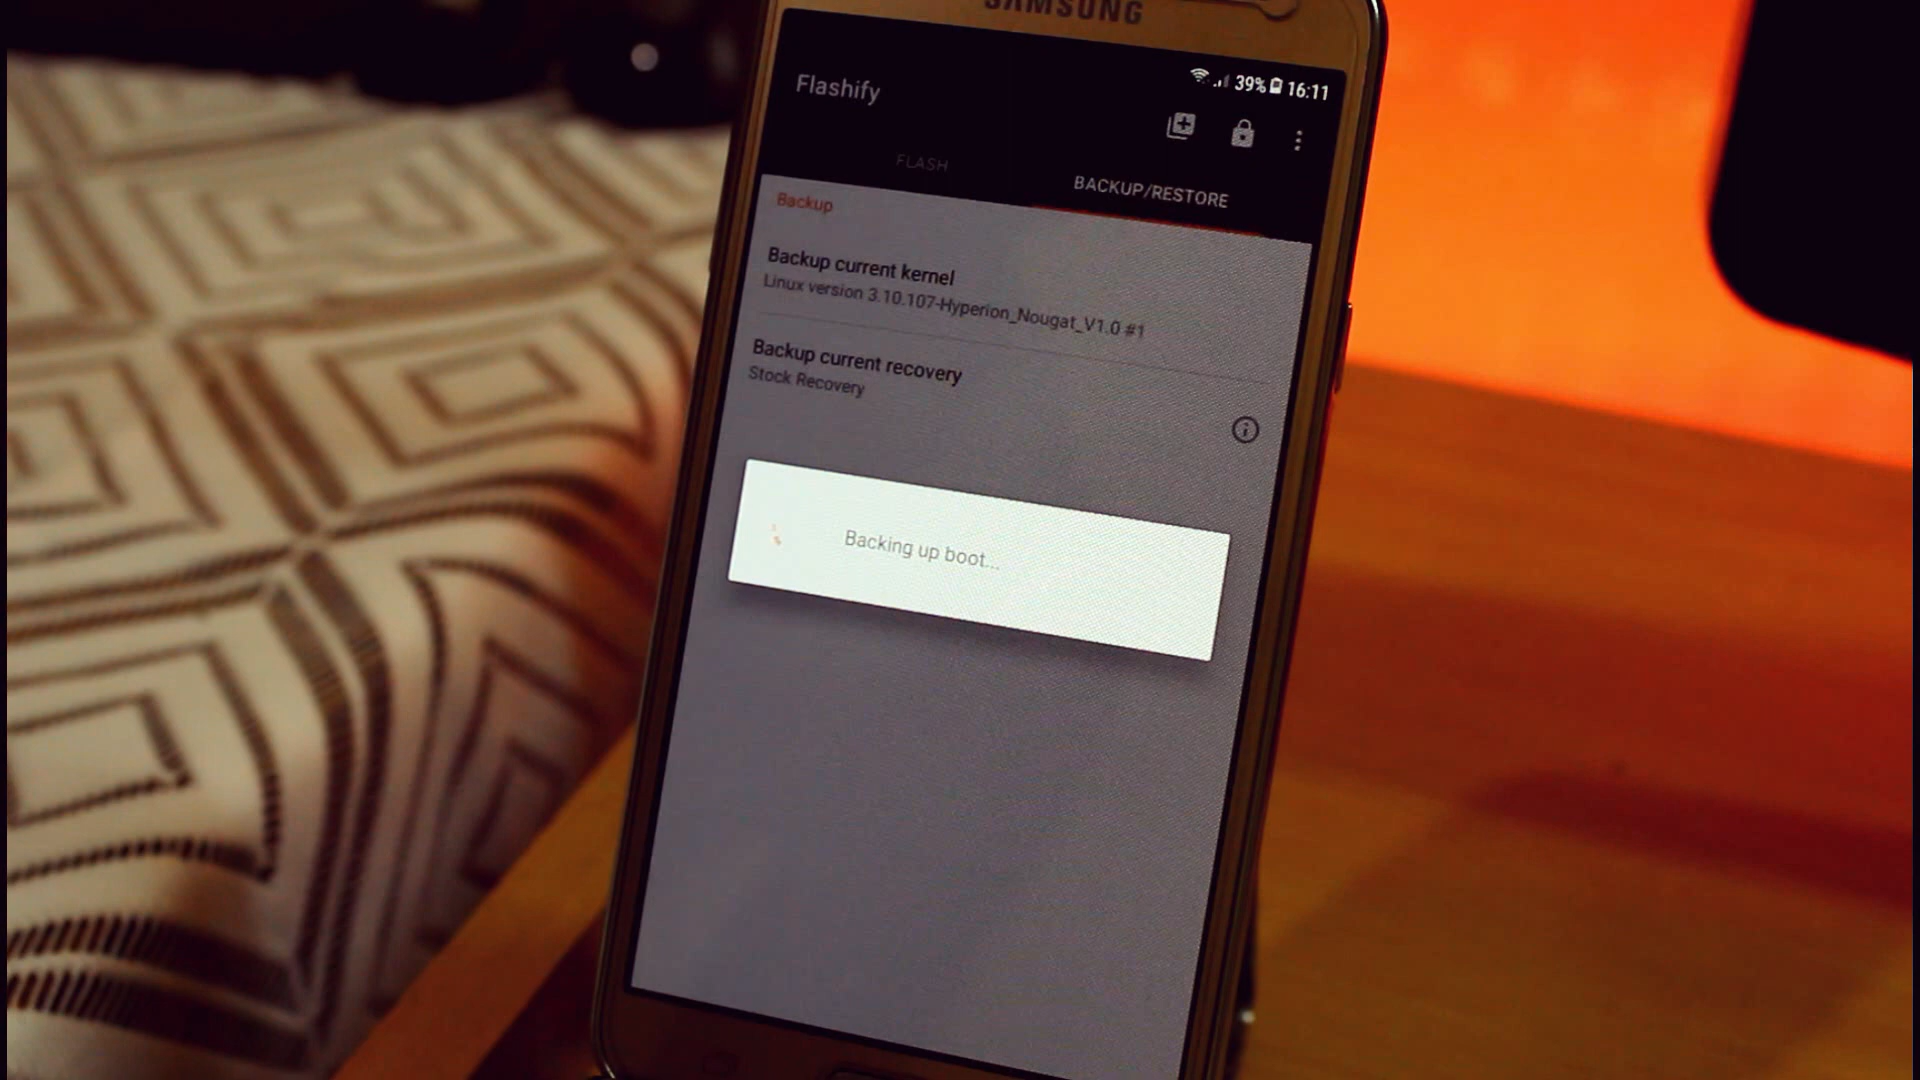 SAMSUNG
39% 16:11
Flashify
FLASH
BACKUP/RESTORE
Backup
Backup current kernel
Linux version 3.10.107-Hyperion_Nougat_V1.0 #1
Backup current recovery
Stock Recovery
Backing up boot...